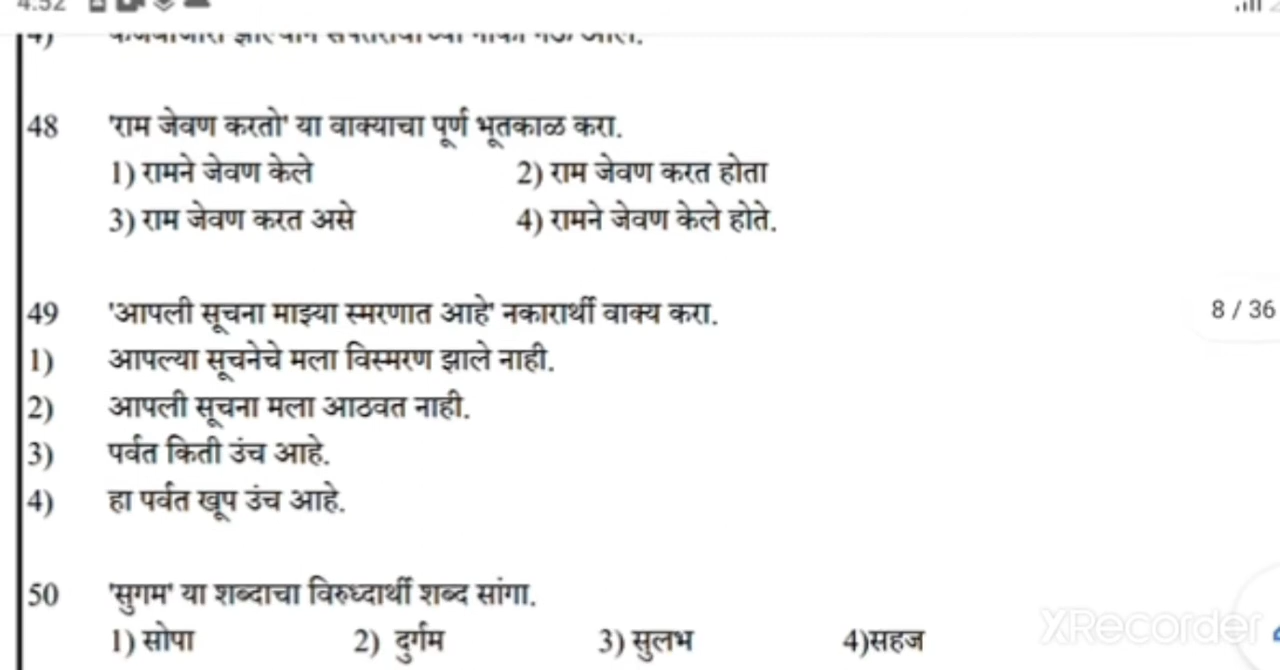 4:52
4)
48 'राम जेवण करतो' या वाक्याचा पूर्ण भूतकाळ करा.
1) रामने जेवण केले 2) राम जेवण करत होता
3) राम जेवण करत असे 4) रामने जेवण केले होते.
49 'आपली सूचना माझ्या स्मरणात आहे' नकारार्थी वाक्य करा.
8 / 36
1) आपल्या सूचनेचे मला विस्मरण झाले नाही.
2) आपली सूचना मला आठवत नाही.
3) पर्वत किती उंच आहे.
4) हा पर्वत खूप उंच आहे.
50 'सुगम' या शब्दाचा विरुध्दार्थी शब्द सांगा.
1) सोपा 2) दुर्गम 3) सुलभ 4)सहज
XRecorder